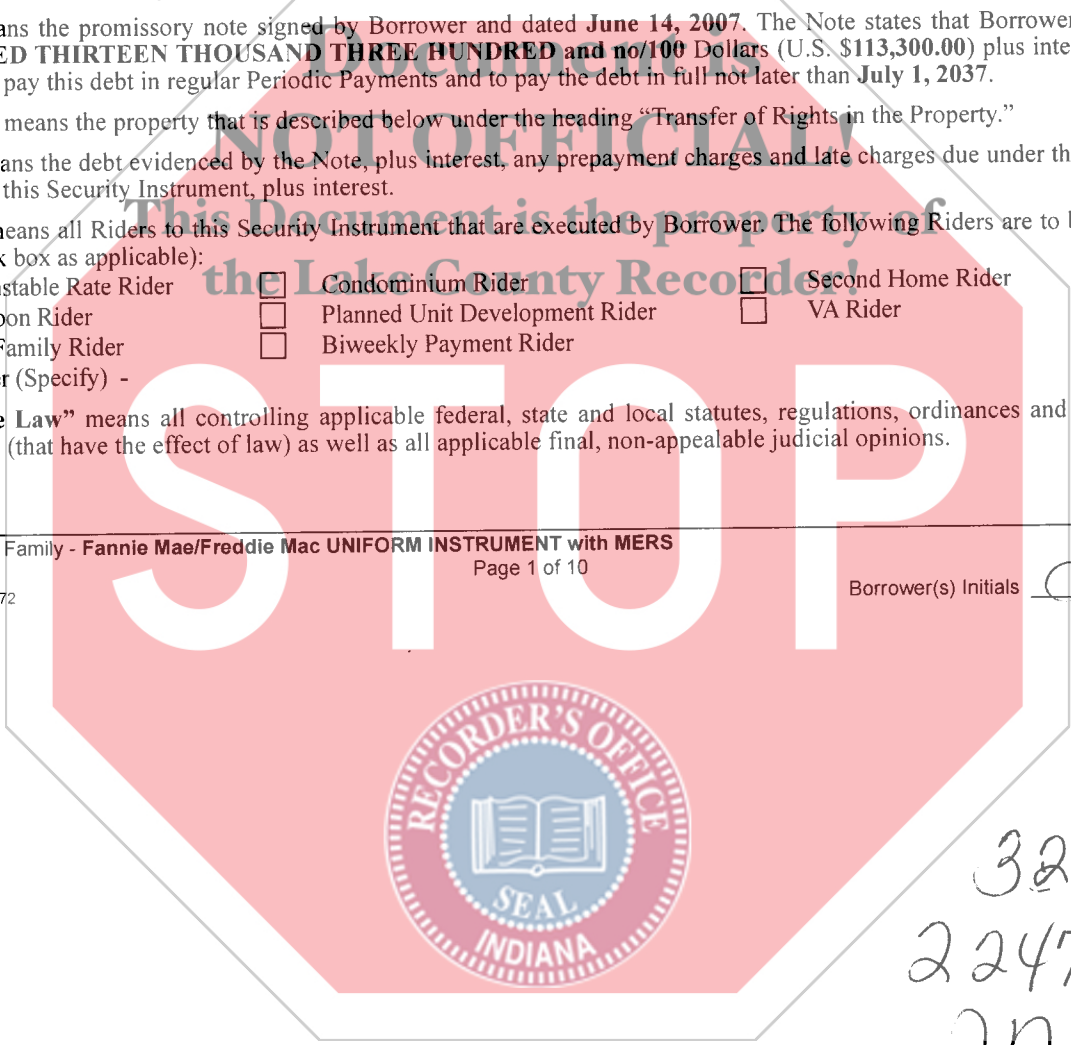 ans the promissory note signed by Borrower and dated June 14, 2007. The Note states that Borrower
ED THIRTEEN THOUSAND THREE HUNDRED and no/100 Dollars (U.S. $113,300.00) plus inte
pay this debt in regular Periodic Payments and to pay the debt in full not later than July 1, 2037.
means the property that is described below under the heading “Transfer of Rights in the Property.”
ans the debt evidenced by the Note, plus interest, any prepayment charges and late charges due under th
this Security Instrument, plus interest.
neans all Riders to this Security Instrument that are executed by Borrower. The following Riders are to b
k box as applicable):
stable Rate Rider Condominium Rider Second Home Rider
oon Rider Planned Unit Development Rider VA Rider
Family Rider Biweekly Payment Rider
r (Specify) -
e Law” means all controlling applicable federal, state and local statutes, regulations, ordinances and
(that have the effect of law) as well as all applicable final, non-appealable judicial opinions.
Document is
NOT OFFICIAL!
This Document is the property of
the Lake County Recorder!
STOP
Family - Fannie Mae/Freddie Mac UNIFORM INSTRUMENT with MERS
Page 1 of 10
72 Borrower(s) Initials
RECORDER'S OFFICE
SEAL
INDIANA
32
2247